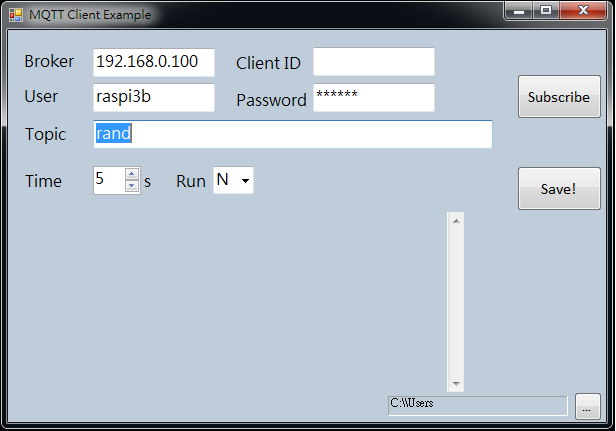 MQTT Client Example
Broker 192.168.0.100 Client ID
User raspi3b Password ******
Subscribe
Topic rand
Time 5 s Run N
Save!
C:\\Users ...